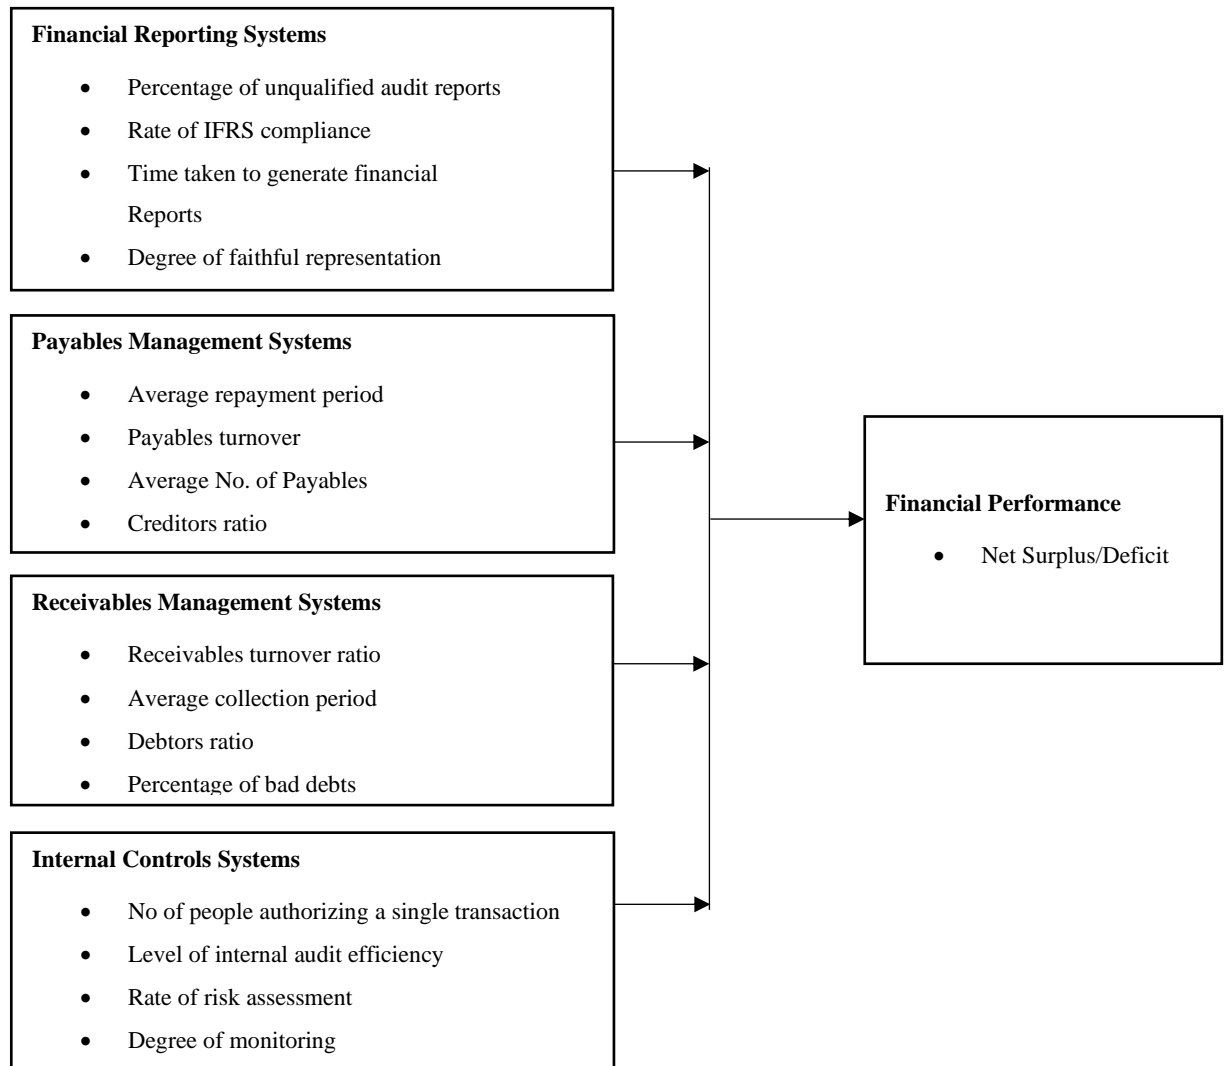 Financial Reporting Systems
• Percentage of unqualified audit reports
• Rate of IFRS compliance
• Time taken to generate financial
Reports
• Degree of faithful representation
Payables Management Systems
• Average repayment period
• Payables turnover
• Average No. of Payables
• Creditors ratio
Receivables Management Systems
• Receivables turnover ratio
• Average collection period
• Debtors ratio
• Percentage of bad debts
Internal Controls Systems
• No of people authorizing a single transaction
• Level of internal audit efficiency
• Rate of risk assessment
• Degree of monitoring
Financial Performance
• Net Surplus/Deficit